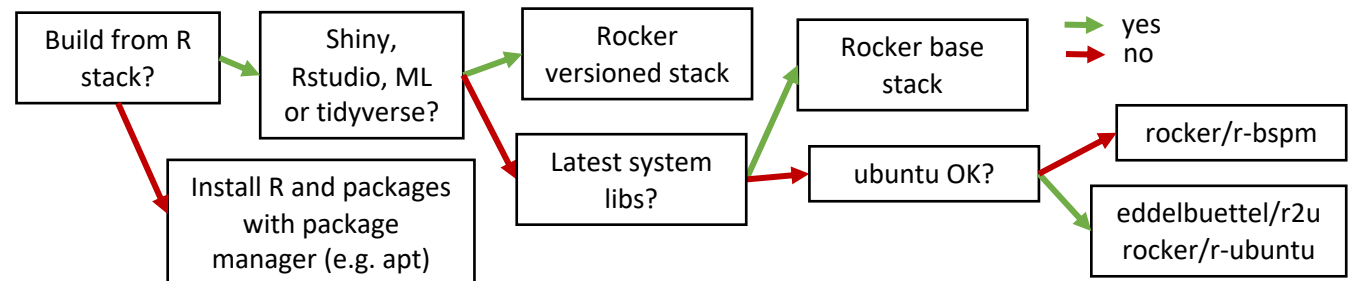 Build from R
stack?
Shiny,
Rstudio, ML
or tidyverse?
Rocker
versioned stack
Rocker base
stack
yes
no
Install R and packages
with package
manager (e.g. apt)
Latest system
libs?
ubuntu OK?
rocker/r-bspm
eddelbuettel/r2u
rocker/r-ubuntu